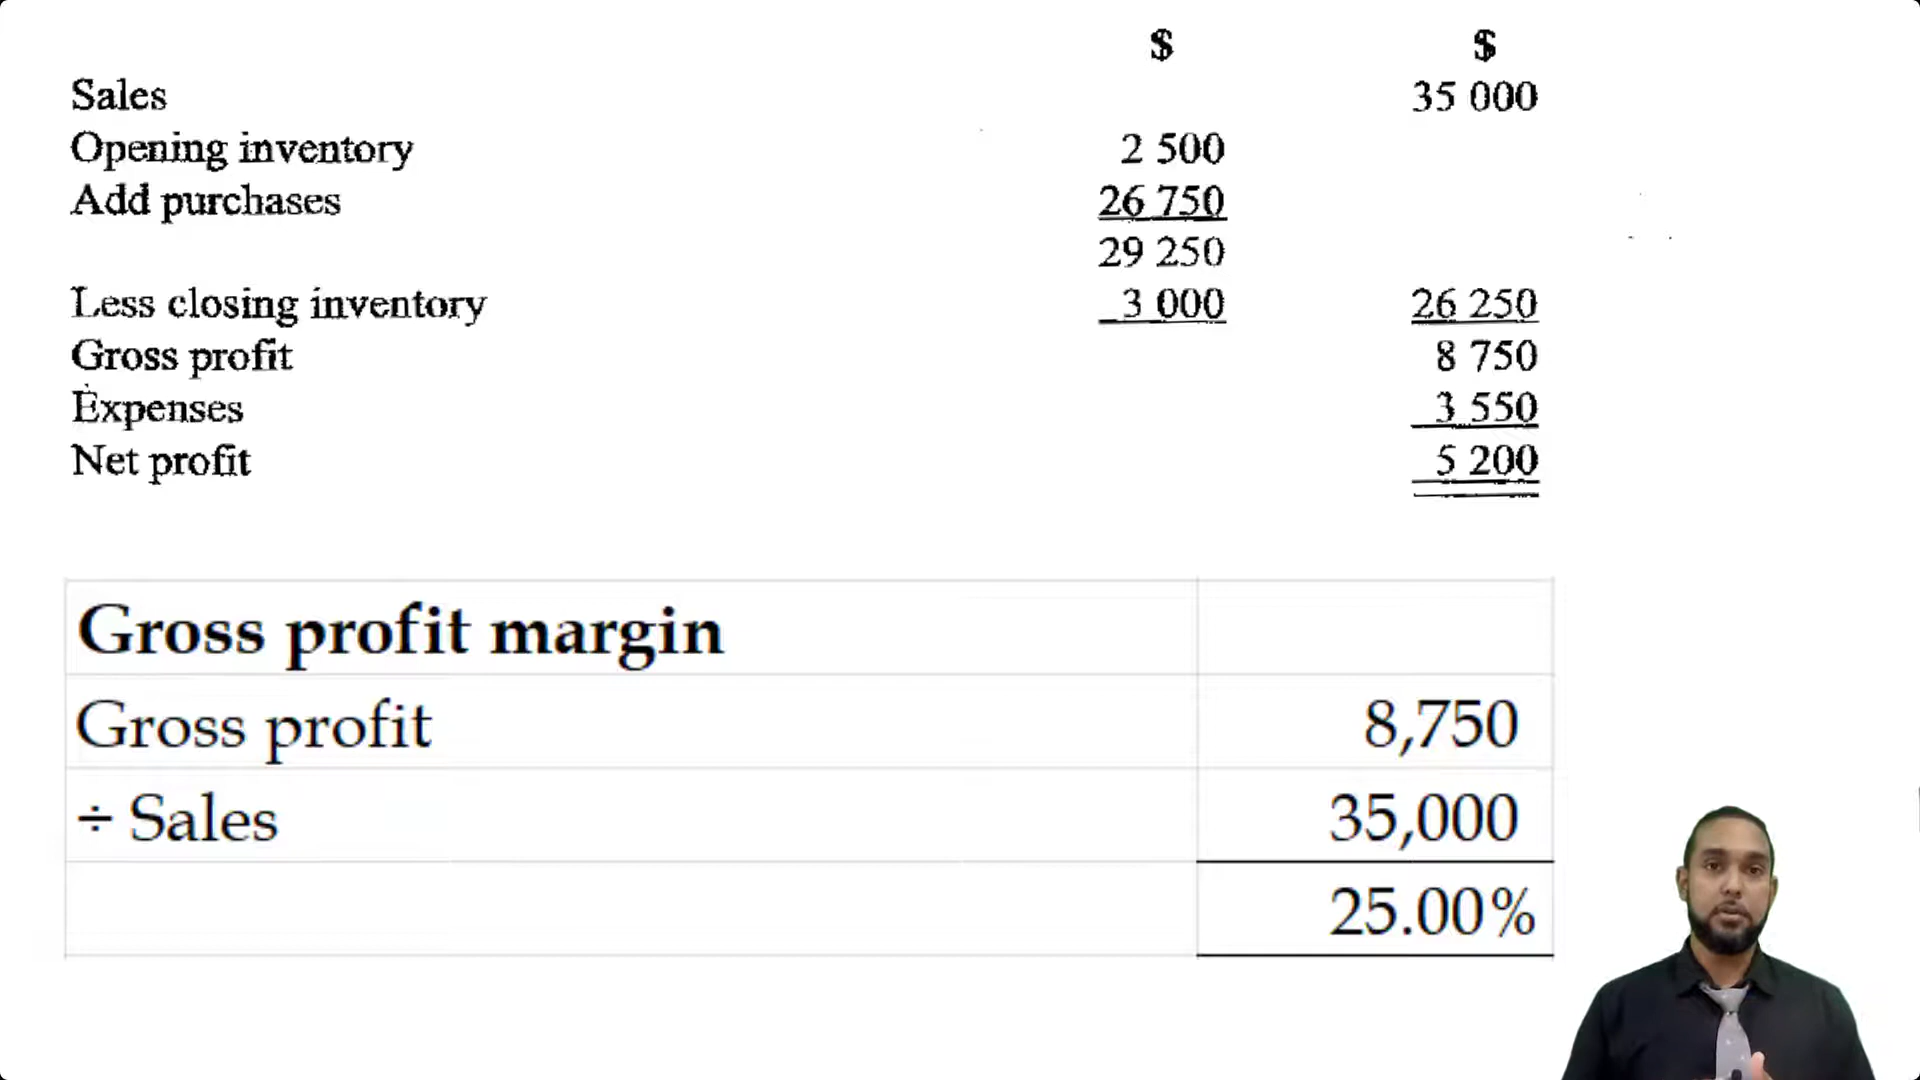 $ $
Sales 35 000
Opening inventory 2 500
Add purchases 26 750
29 250
Less closing inventory 3 000 26 250
Gross profit 8 750
Expenses 3 550
Net profit 5 200
Gross profit margin
Gross profit 8,750
÷ Sales 35,000
25.00%